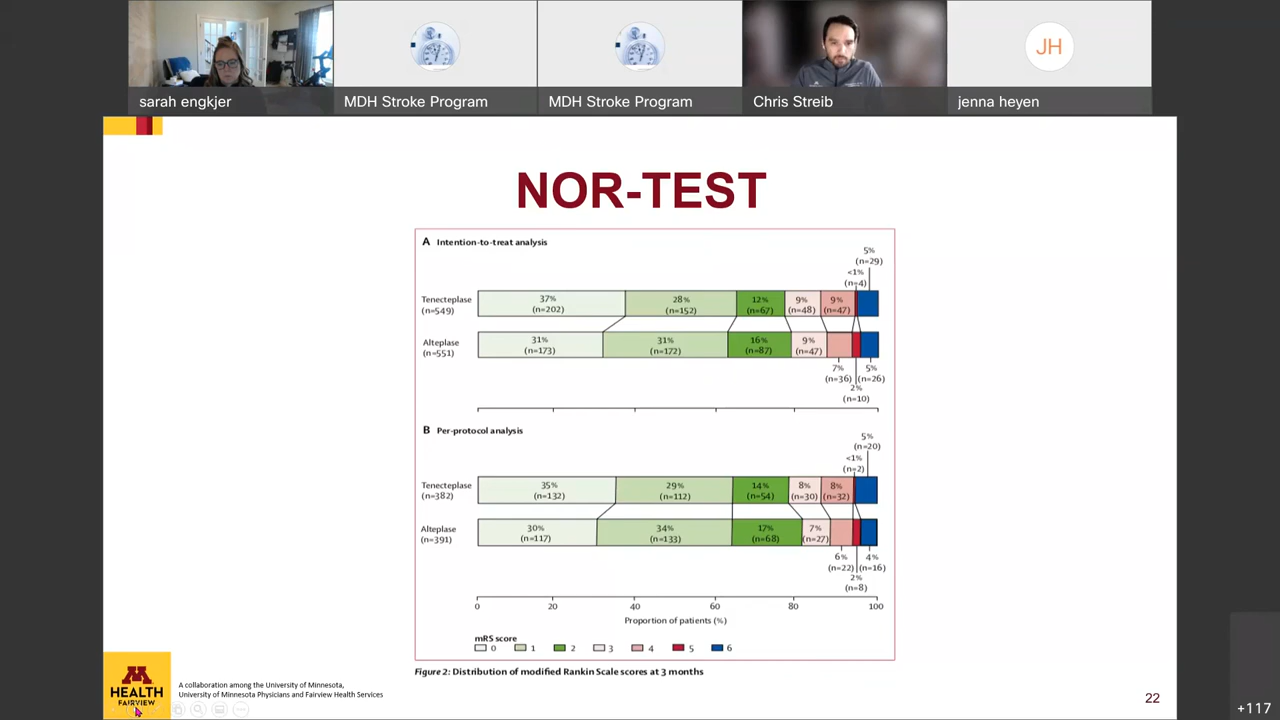 sarah engkjer
MDH Stroke Program
MDH Stroke Program
Chris Streib
JH
jenna heyen
NOR-TEST
A Intention-to-treat analysis
5%
(n=29)
<1%
(n=4)
Tenecteplase
(n=549)
37%
(n=202)
28%
(n=152)
12%
(n=67)
9%
(n=48)
9%
(n=47)
Alteplase
(n=551)
31%
(n=173)
31%
(n=172)
16%
(n=87)
9%
(n=47)
7%
(n=36)
5%
(n=26)
2%
(n=10)
B Per-protocol analysis
5%
(n=20)
<1%
(n=2)
Tenecteplase
(n=382)
35%
(n=132)
29%
(n=112)
14%
(n=54)
8%
(n=30)
8%
(n=32)
Alteplase
(n=391)
30%
(n=117)
34%
(n=133)
17%
(n=68)
7%
(n=27)
6%
(n=22)
4%
(n=16)
2%
(n=8)
0 20 40 60 80 100
Proportion of patients (%)
mRS score
0 1 2 3 4 5 6
Figure 2: Distribution of modified Rankin Scale scores at 3 months
M
HEALTH
FAIRVIEW
A collaboration among the University of Minnesota,
University of Minnesota Physicians and Fairview Health Services
22
+117